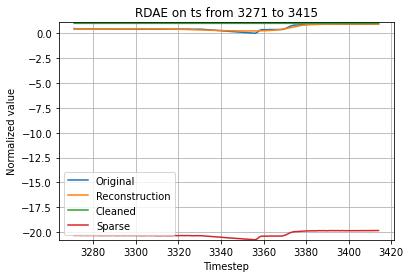 RDAE on ts from 3271 to 3415
Normalized value
0.0
−2.5
−5.0
−7.5
−10.0
−12.5
−15.0
−17.5
−20.0
Original
Reconstruction
Cleaned
Sparse
3280 3300 3320 3340 3360 3380 3400 3420
Timestep